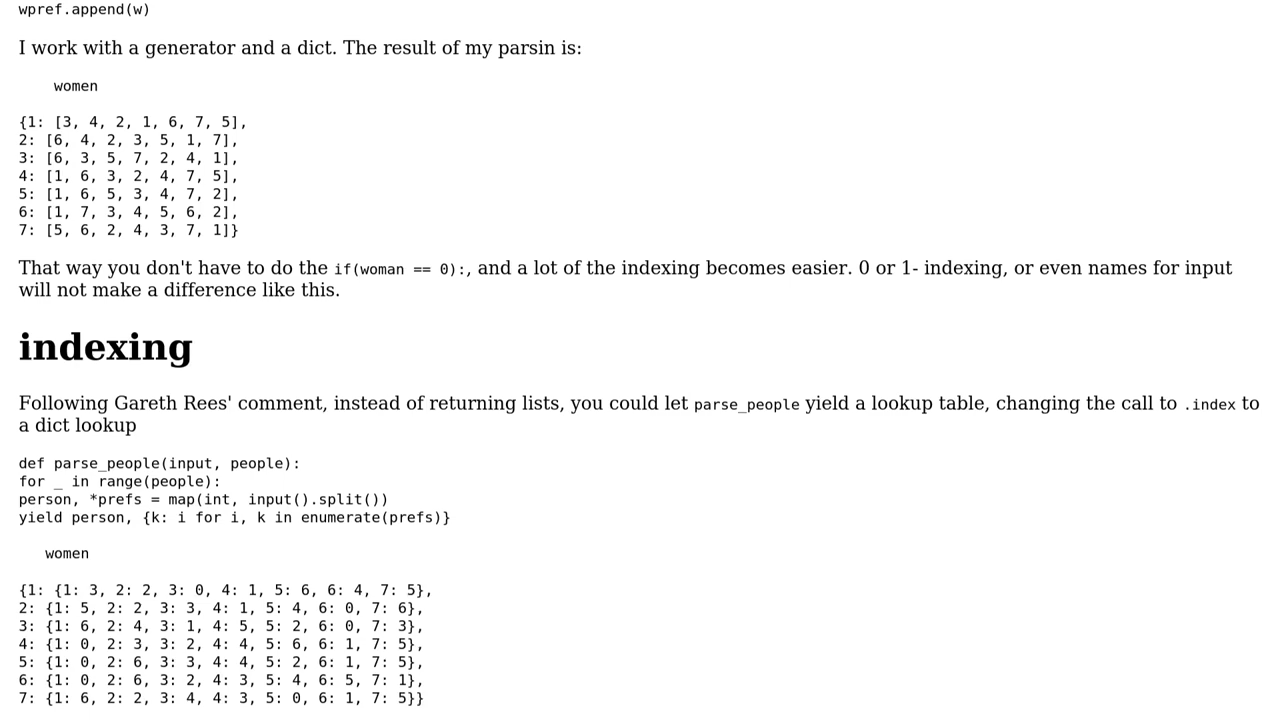 wpref.append(w)
I work with a generator and a dict. The result of my parsin is:
women
{1: [3, 4, 2, 1, 6, 7, 5],
2: [6, 4, 2, 3, 5, 1, 7],
3: [6, 3, 5, 7, 2, 4, 1],
4: [1, 6, 3, 2, 4, 7, 5],
5: [1, 6, 5, 3, 4, 7, 2],
6: [1, 7, 3, 4, 5, 6, 2],
7: [5, 6, 2, 4, 3, 7, 1]}
That way you don't have to do the if(woman == 0):, and a lot of the indexing becomes easier. 0 or 1- indexing, or even names for input
will not make a difference like this.
indexing
Following Gareth Rees' comment, instead of returning lists, you could let parse_people yield a lookup table, changing the call to .index to
a dict lookup
def parse_people(input, people):
for _ in range(people):
person, *prefs = map(int, input().split())
yield person, {k: i for i, k in enumerate(prefs)}
women
{1: {1: 3, 2: 2, 3: 0, 4: 1, 5: 6, 6: 4, 7: 5},
2: {1: 5, 2: 2, 3: 3, 4: 1, 5: 4, 6: 0, 7: 6},
3: {1: 6, 2: 4, 3: 1, 4: 5, 5: 2, 6: 0, 7: 3},
4: {1: 0, 2: 3, 3: 2, 4: 4, 5: 6, 6: 1, 7: 5},
5: {1: 0, 2: 6, 3: 3, 4: 4, 5: 2, 6: 1, 7: 5},
6: {1: 0, 2: 6, 3: 2, 4: 3, 5: 4, 6: 5, 7: 1},
7: {1: 6, 2: 2, 3: 4, 4: 3, 5: 0, 6: 1, 7: 5}}